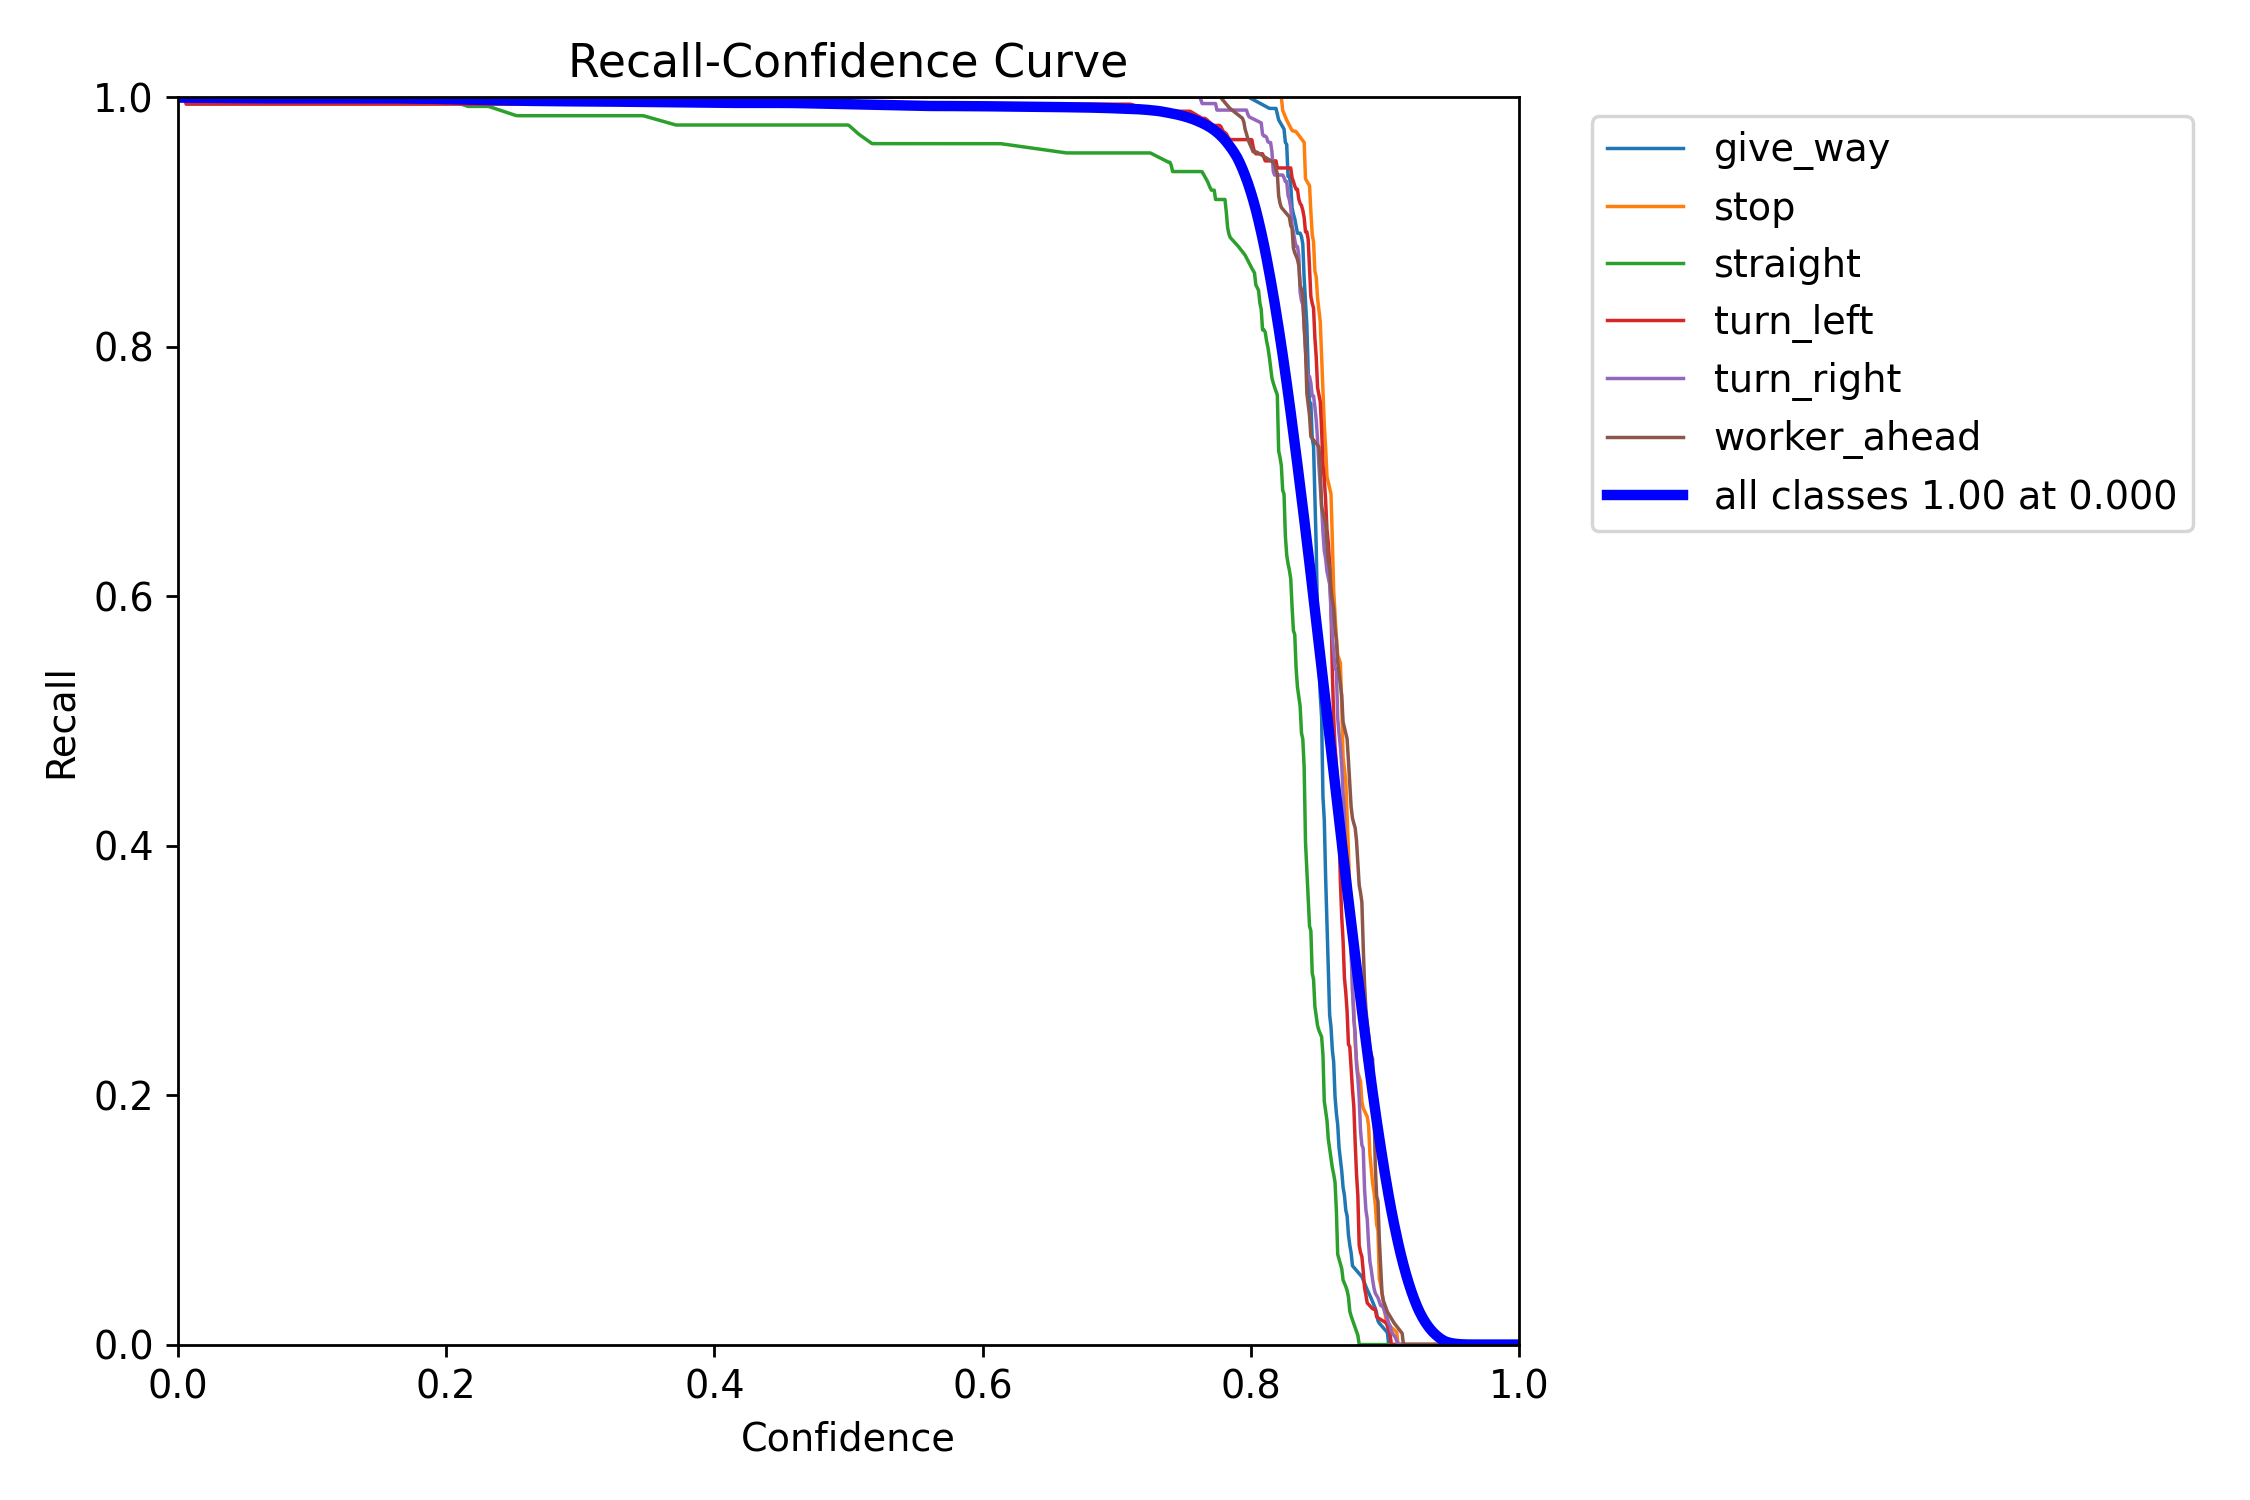 Recall-Confidence Curve
1.0
0.8
0.6
0.4
0.2
0.0
Recall
0.0 0.2 0.4 0.6 0.8 1.0
Confidence
give_way
stop
straight
turn_left
turn_right
worker_ahead
all classes 1.00 at 0.000